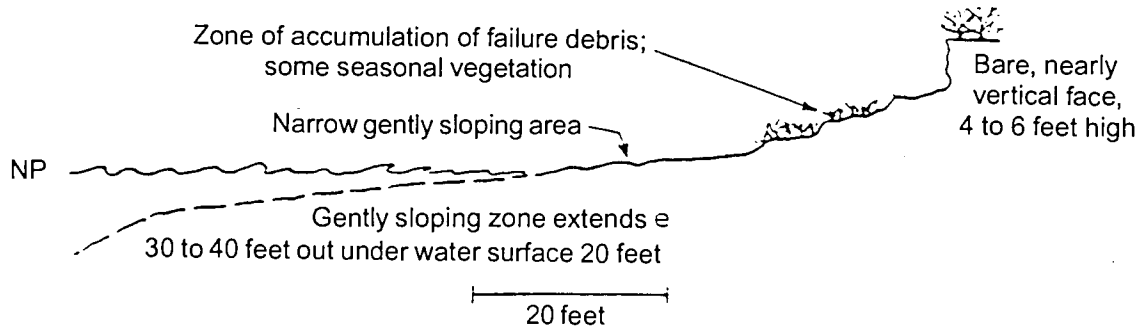 Zone of accumulation of failure debris;
some seasonal vegetation
Bare, nearly
vertical face,
4 to 6 feet high
Narrow gently sloping area
NP
Gently sloping zone extends e
30 to 40 feet out under water surface 20 feet
20 feet